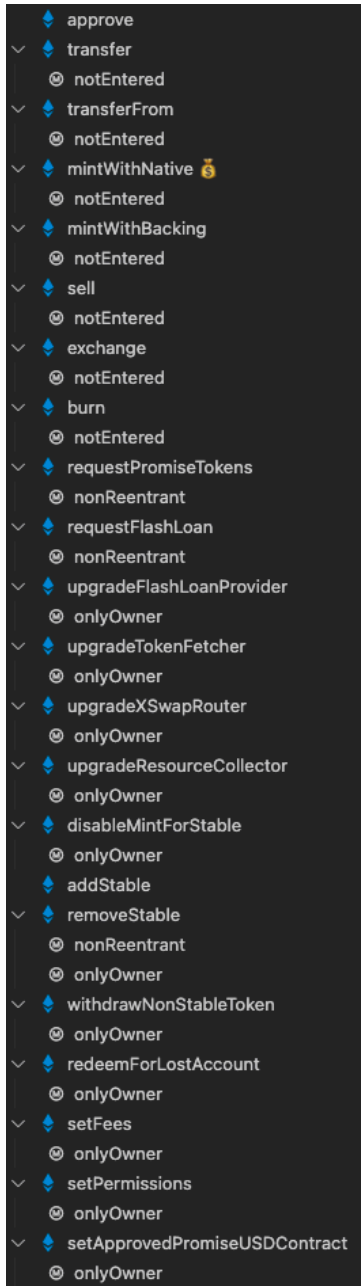 approve
transfer
notEntered
transferFrom
notEntered
mintWithNative 💰
notEntered
mintWithBacking
notEntered
sell
notEntered
exchange
notEntered
burn
notEntered
requestPromiseTokens
nonReentrant
requestFlashLoan
nonReentrant
upgradeFlashLoanProvider
onlyOwner
upgradeTokenFetcher
onlyOwner
upgradeXSwapRouter
onlyOwner
upgradeResourceCollector
onlyOwner
disableMintForStable
onlyOwner
addStable
removeStable
nonReentrant
onlyOwner
withdrawNonStableToken
onlyOwner
redeemForLostAccount
onlyOwner
setFees
onlyOwner
setPermissions
onlyOwner
setApprovedPromiseUSDContract
onlyOwner